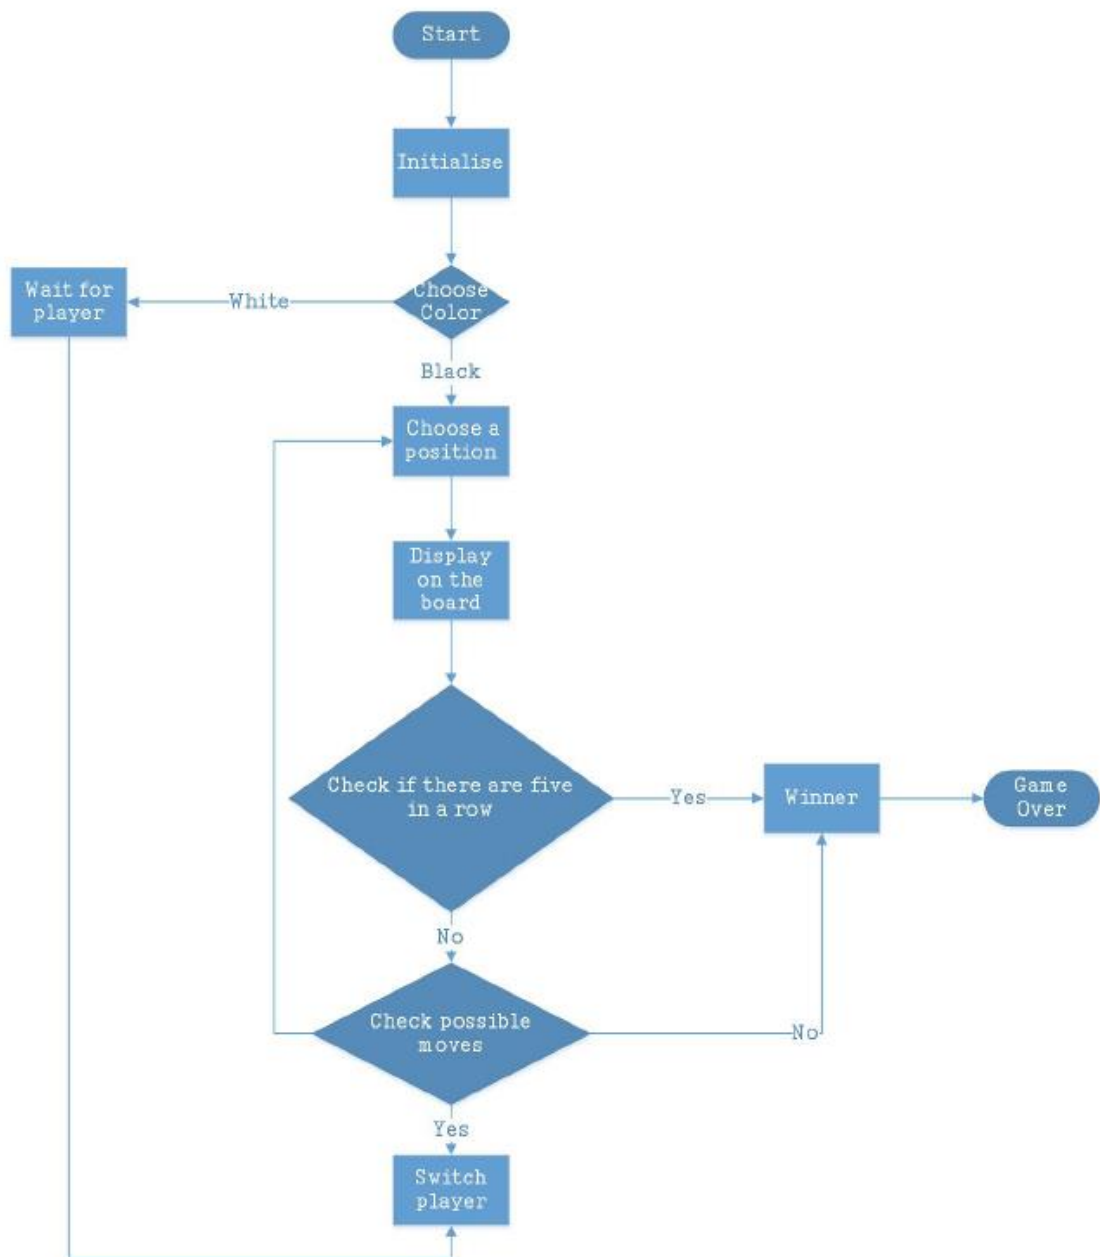 Start
Initialise
Choose
Color
White
Wait for
player
Black
Choose a
position
Display
on the
board
Check if there are five
in a row
Yes
Winner
Game
Over
No
Check possible
moves
No
Yes
Switch
player